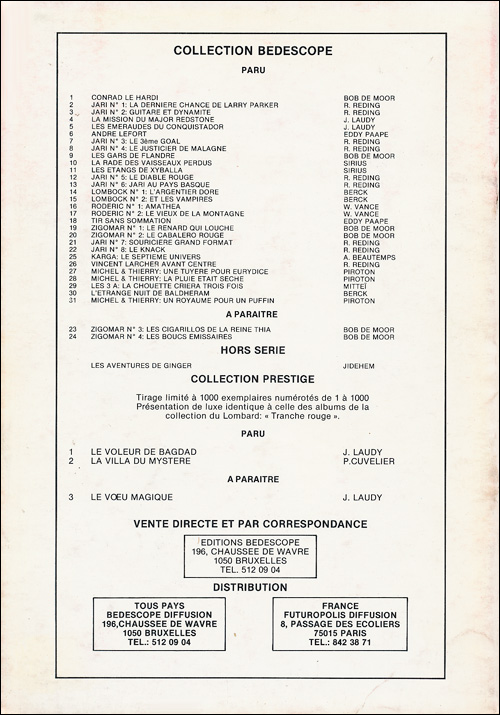 COLLECTION BEDESCOPE
PARU
1 CONRAD LE HARDI BOB DE MOOR
2 JARI N° 1: LA DERNIERE CHANCE DE LARRY PARKER R. REDING
3 JARI N° 2: GUITARE ET DYNAMITE R. REDING
4 LA MISSION DU MAJOR REDSTONE J. LAUDY
5 LES EMERAUDES DU CONQUISTADOR J. LAUDY
6 ANDRE LEFORT EDDY PAAPE
7 JARI N° 3: LE 3ème GOAL R. REDING
8 JARI N° 4: LE JUSTICIER DE MALAGNE R. REDING
9 LES GARS DE FLANDRE BOB DE MOOR
10 LA RADE DES VAISSEAUX PERDUS SIRIUS
11 LES ETANGS DE XYBALLA SIRIUS
12 JARI N° 5: LE DIABLE ROUGE R. REDING
13 JARI N° 6: JARI AU PAYS BASQUE R. REDING
14 LOMBOCK N° 1: L'ARGENTIER DORE BERCK
15 LOMBOCK N° 2: ET LES VAMPIRES BERCK
16 RODERIC N° 1: AMATHEA W. VANCE
17 RODERIC N° 2: LE VIEUX DE LA MONTAGNE W. VANCE
18 TIR SANS SOMMATION EDDY PAAPE
19 ZIGOMAR N° 1: LE RENARD QUI LOUCHE BOB DE MOOR
20 ZIGOMAR N° 2: LE CABALERO ROUGE BOB DE MOOR
21 JARI N° 7: SOURICIERE GRAND FORMAT R. REDING
22 JARI N° 8: LE KNACK R. REDING
25 KARGA: LE SEPTIEME UNIVERS A. BEAUTEMPS
26 VINCENT LARCHER AVANT CENTRE R. REDING
27 MICHEL & THIERRY: UNE TUYERE POUR EURYDICE PIROTON
28 MICHEL & THIERRY: LA PLUIE ETAIT SECHE PIROTON
29 LES 3 A: LA CHOUETTE CRIERA TROIS FOIS MITTEÏ
30 L'ETRANGE NUIT DE BALDHERAM BERCK
31 MICHEL & THIERRY: UN ROYAUME POUR UN PUFFIN PIROTON
A PARAITRE
23 ZIGOMAR N° 3: LES CIGARILLOS DE LA REINE THIA BOB DE MOOR
24 ZIGOMAR N° 4: LES BOUCS EMISSAIRES BOB DE MOOR
HORS SERIE
LES AVENTURES DE GINGER JIDEHEM
COLLECTION PRESTIGE
Tirage limité à 1000 exemplaires numérotés de 1 à 1000
Présentation de luxe identique à celle des albums de la
collection du Lombard: « Tranche rouge ».
PARU
1 LE VOLEUR DE BAGDAD J. LAUDY
2 LA VILLA DU MYSTERE P.CUVELIER
A PARAITRE
3 LE VŒU MAGIQUE J. LAUDY
VENTE DIRECTE ET PAR CORRESPONDANCE
EDITIONS BEDESCOPE
196, CHAUSSEE DE WAVRE
1050 BRUXELLES
TEL. 512 09 04
DISTRIBUTION
TOUS PAYS
BEDESCOPE DIFFUSION
196,CHAUSSEE DE WAVRE
1050 BRUXELLES
TEL.: 512 09 04
FRANCE
FUTUROPOLIS DIFFUSION
8, PASSAGE DES ECOLIERS
75015 PARIS
TEL.: 842 38 71